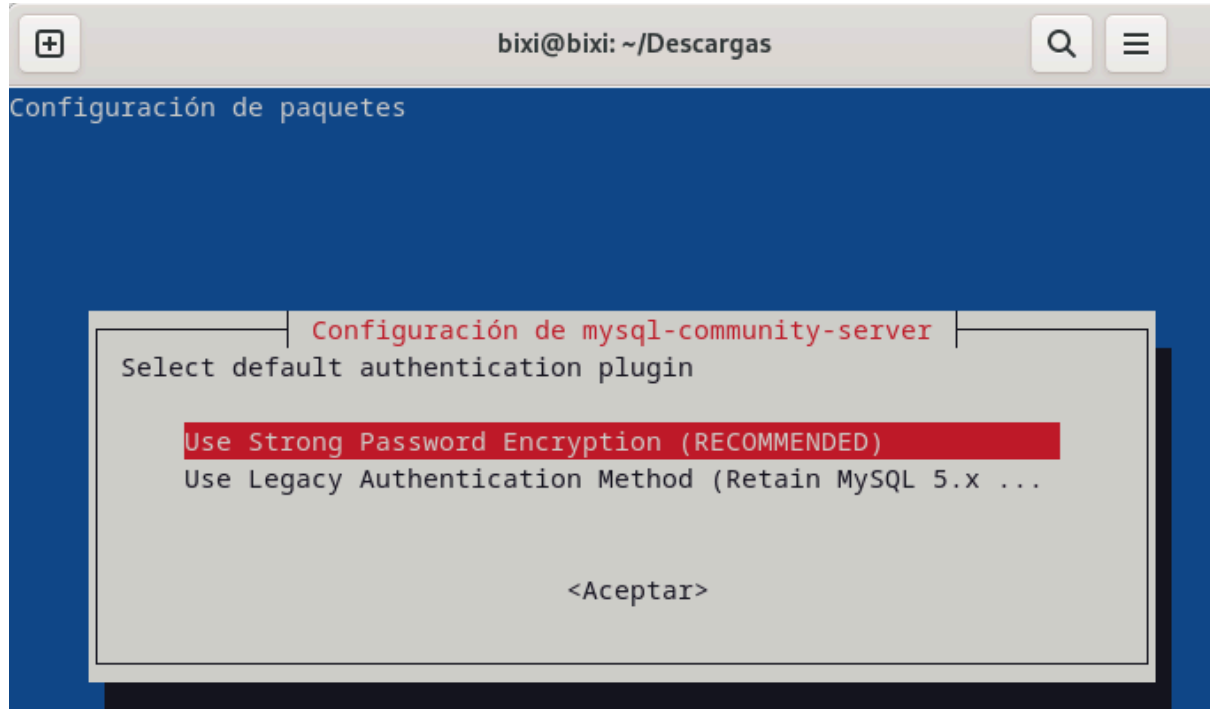 bixi@bixi: ~/Descargas
Configuración de paquetes
Configuración de mysql-community-server
Select default authentication plugin
Use Strong Password Encryption (RECOMMENDED)
Use Legacy Authentication Method (Retain MySQL 5.x ...
<Aceptar>